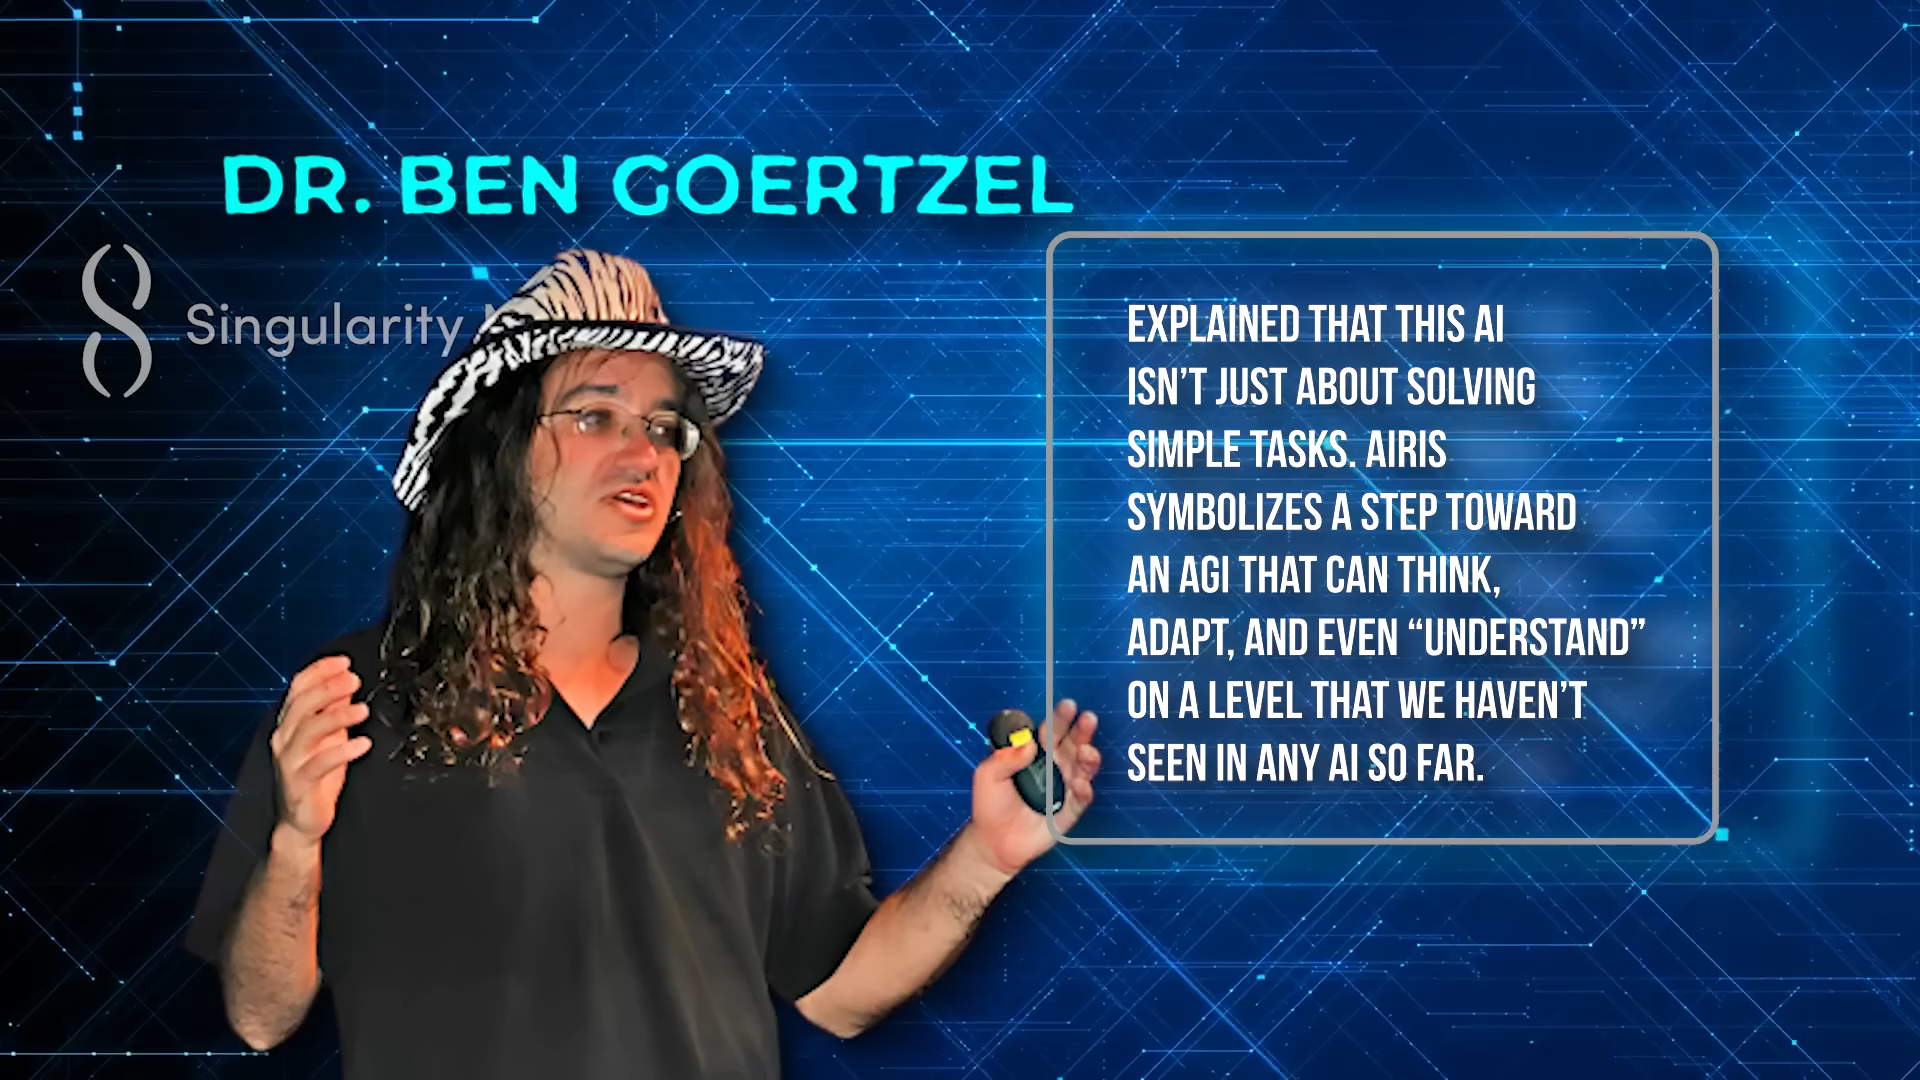 DR. BEN GOERTZEL
Singularity
EXPLAINED THAT THIS AI
ISN’T JUST ABOUT SOLVING
SIMPLE TASKS. AIRIS
SYMBOLIZES A STEP TOWARD
AN AGI THAT CAN THINK,
ADAPT, AND EVEN “UNDERSTAND”
ON A LEVEL THAT WE HAVEN’T
SEEN IN ANY AI SO FAR.